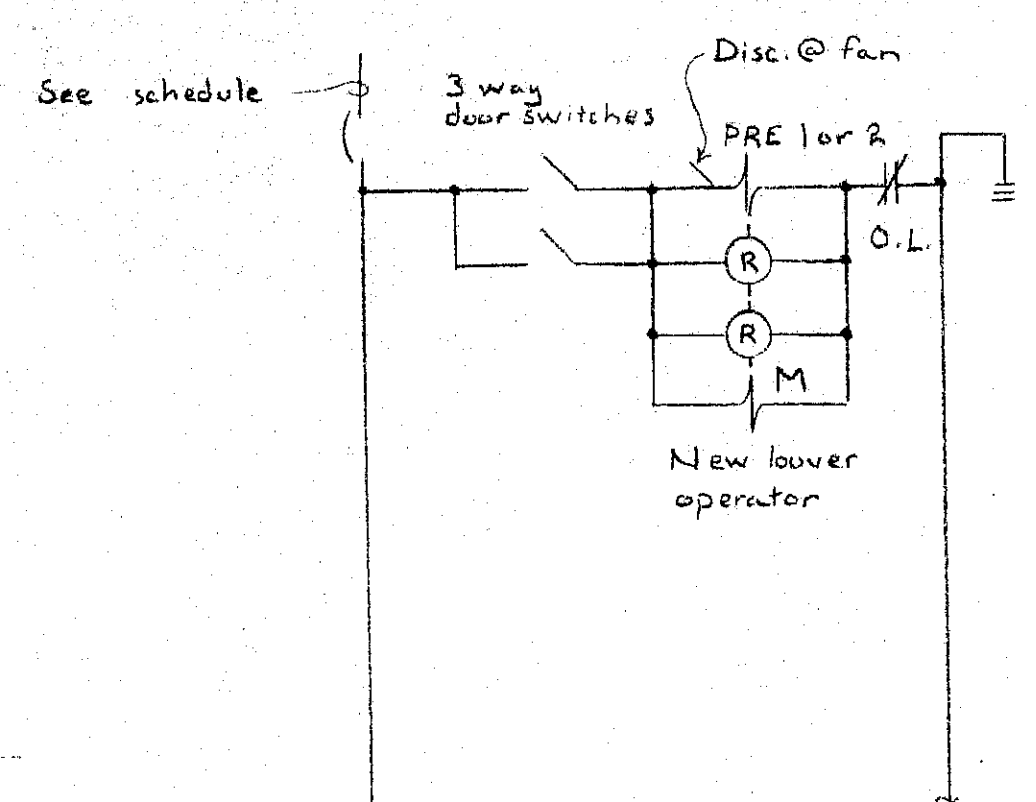 Disc. @ fan
See schedule
3 way
door switches
PRE 1 or 2
O.L.
R
R
M
New louver
operator